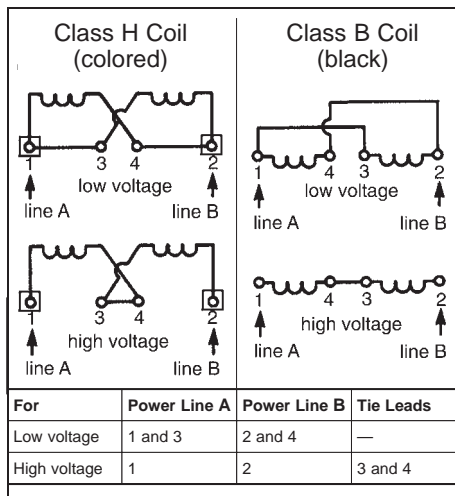 Class H Coil
(colored)
1 3 4 2
low voltage
line A line B
1 3 4 2
high voltage
line A line B
Class B Coil
(black)
1 4 3 2
low voltage
line A line B
1 4 3 2
high voltage
line A line B
For Power Line A Power Line B Tie Leads
Low voltage 1 and 3 2 and 4 —
High voltage 1 2 3 and 4